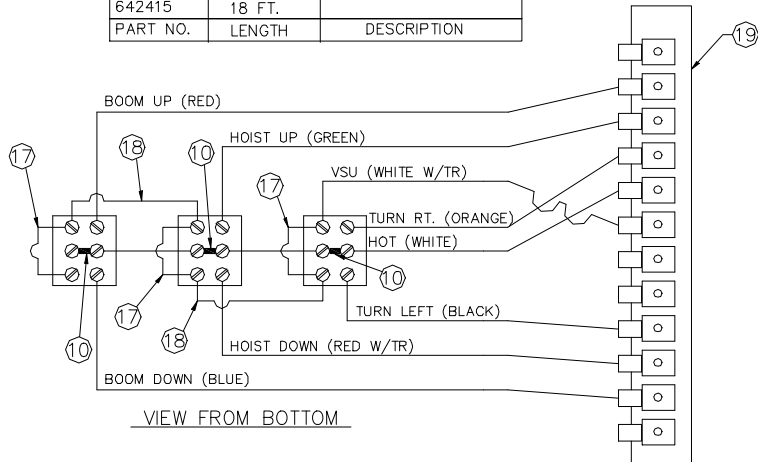 642415 18 FT.
PART NO. LENGTH DESCRIPTION
19
BOOM UP (RED)
HOIST UP (GREEN)
17
18
10
VSU (WHITE W/TR)
17
TURN RT. (ORANGE)
HOT (WHITE)
10
17
TURN LEFT (BLACK)
18
10
HOIST DOWN (RED W/TR)
BOOM DOWN (BLUE)
VIEW FROM BOTTOM